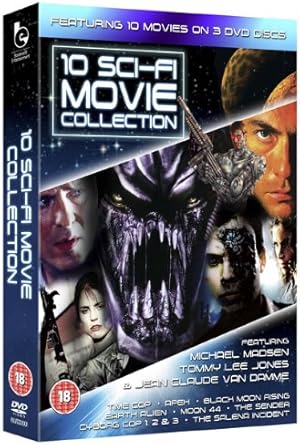 FEATURING 10 MOVIES ON 3 DVD DISCS
10 SCI-FI
MOVIE
COLLECTION
10 SCI-FI MOVIE
COLLECTION
FEATURING
MICHAEL MADSEN
TOMMY LEE JONES
& JEAN CLAUDE VAN DAMME
TIME COP • APEX • BLACK MOON RISING
EARTH ALIEN • MOON 44 • THE SENDER
CYBORG COP 1, 2 & 3 • THE SALENA INCIDENT
18
18
DVD